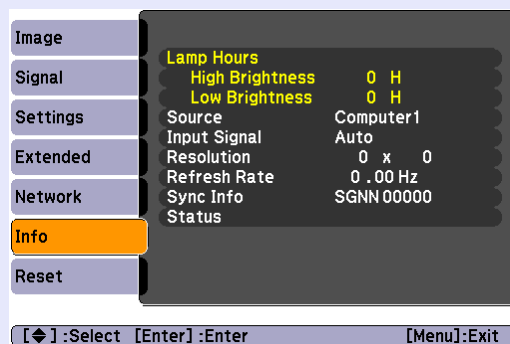 Image
Signal
Settings
Extended
Network
Info
Reset
Lamp Hours
High Brightness 0 H
Low Brightness 0 H
Source Computer1
Input Signal Auto
Resolution 0 x 0
Refresh Rate 0 .00 Hz
Sync Info SGNN 00000
Status
[◆] :Select [Enter] :Enter [Menu]:Exit